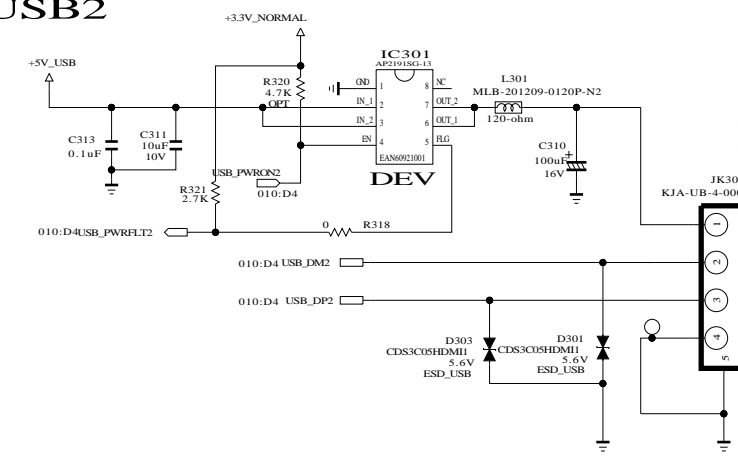 USB2
+3.3V_NORMAL
+5V_USB
IC301
AP2191SG-13
R320
4.7K
OPT
GND
1
8
NC
IN_1
2
7
OUT_2
IN_2
3
6
OUT_1
EN
4
5
FLG
EAN60921001
DEV
L301
MLB-201209-0120P-N2
120-ohm
C313
0.1uF
C311
10uF
10V
C310
100uF
16V
+
USB_PWRON2
010:D4
R321
2.7K
010:D4
USB_PWRFLT2
0
R318
JK30
KJA-UB-4-00
1
2
3
4
5
010:D4
USB_DM2
010:D4
USB_DP2
D303
CDS3C05HDMI1
5.6V
ESD_USB
D301
CDS3C05HDMI1
5.6V
ESD_USB